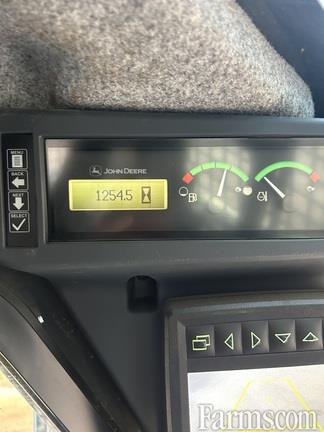 MENU
BACK
NEXT
SELECT
JOHN DEERE
1254.5
Farms.com